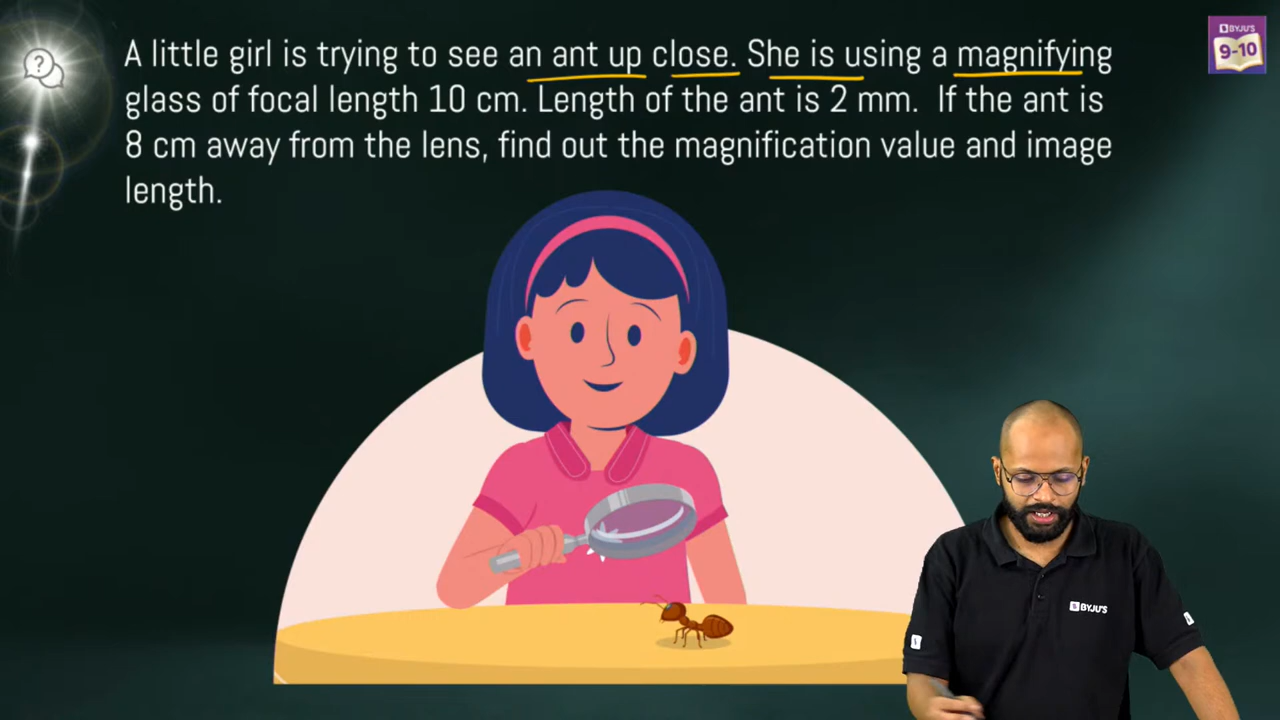 A little girl is trying to see an ant up close. She is using a magnifying
glass of focal length 10 cm. Length of the ant is 2 mm. If the ant is
8 cm away from the lens, find out the magnification value and image
length.
?
BYJU'S
9-10
BYJU'S